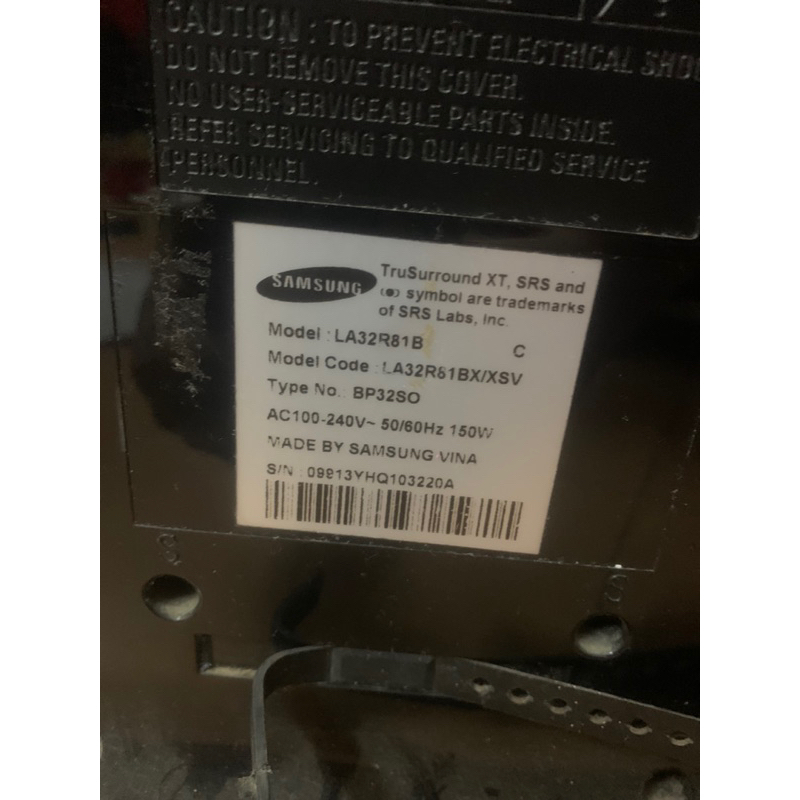 CAUTION : TO PREVENT ELECTRICAL SHO
DO NOT REMOVE THIS COVER.
NO USER-SERVICEABLE PARTS INSIDE.
REFER SERVICING TO QUALIFIED SERVICE
PERSONNEL.
SAMSUNG
TruSurround XT, SRS and
(●) symbol are trademarks
of SRS Labs, Inc.
Model : LA32R81B C
Model Code : LA32R81BX/XSV
Type No. : BP32SO
AC100-240V~ 50/60Hz 150W
MADE BY SAMSUNG VINA
S/N : 09913YHQ103220A
S
S